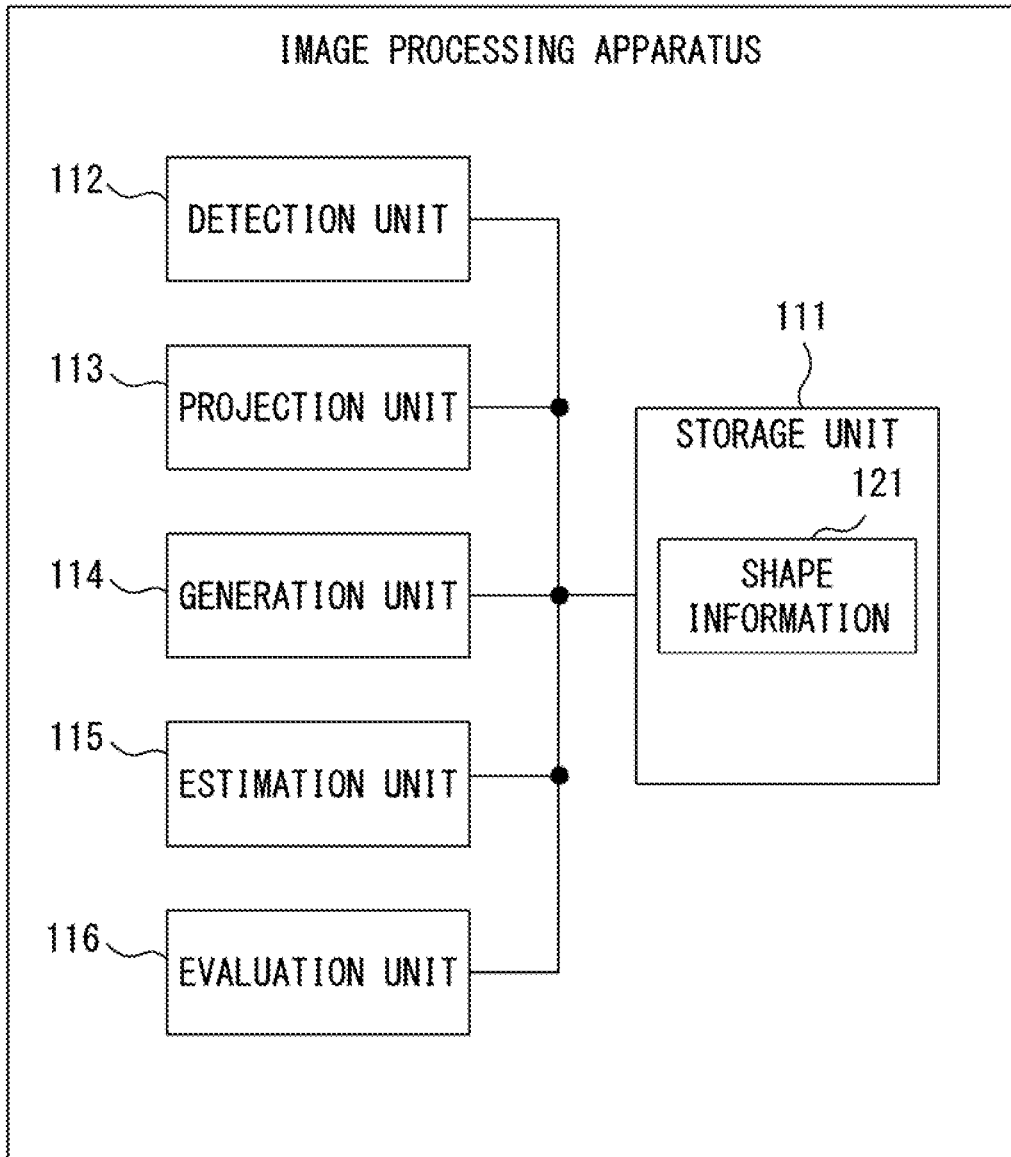 IMAGE PROCESSING APPARATUS
112
DETECTION UNIT
113
PROJECTION UNIT
114
GENERATION UNIT
115
ESTIMATION UNIT
116
EVALUATION UNIT
111
STORAGE UNIT
121
SHAPE
INFORMATION